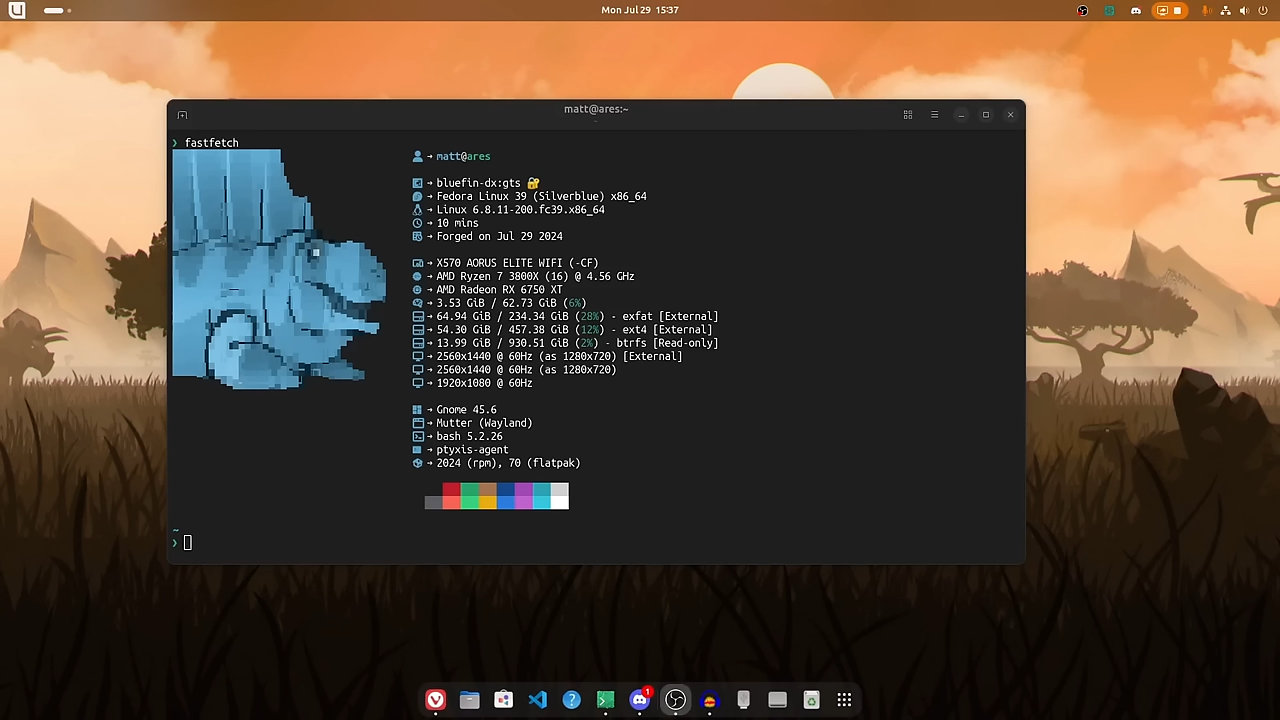 Mon Jul 29 15:37
matt@ares:~
❯ fastfetch
→ matt@ares
→ bluefin-dx:gts 🔐
→ Fedora Linux 39 (Silverblue) x86_64
→ Linux 6.8.11-200.fc39.x86_64
→ 10 mins
→ Forged on Jul 29 2024
→ X570 AORUS ELITE WIFI (-CF)
→ AMD Ryzen 7 3800X (16) @ 4.56 GHz
→ AMD Radeon RX 6750 XT
→ 3.53 GiB / 62.73 GiB (6%)
→ 64.94 GiB / 234.34 GiB (28%) - exfat [External]
→ 54.30 GiB / 457.38 GiB (12%) - ext4 [External]
→ 13.99 GiB / 930.51 GiB (2%) - btrfs [Read-only]
→ 2560x1440 @ 60Hz (as 1280x720) [External]
→ 2560x1440 @ 60Hz (as 1280x720)
→ 1920x1080 @ 60Hz
→ Gnome 45.6
→ Mutter (Wayland)
→ bash 5.2.26
→ ptyxis-agent
→ 2024 (rpm), 70 (flatpak)
~
❯
1